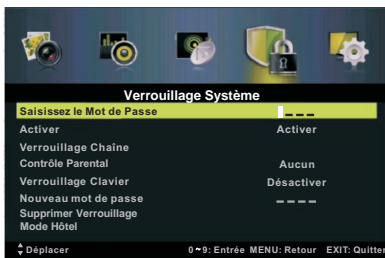 Verrouillage Système
Saisissez le Mot de Passe _ _ _
Activer Activer
Verrouillage Chaîne
Contrôle Parental Aucun
Verrouillage Clavier Désactiver
Nouveau mot de passe _ _ _ _
Supprimer Verrouillage
Mode Hôtel
Déplacer 0~9: Entrée MENU: Retour EXIT: Quitter